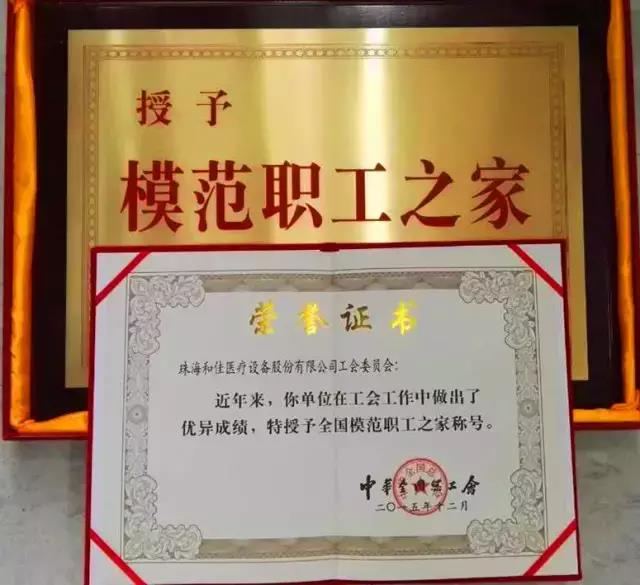 授予
模范职工之家
荣誉证书
珠海和佳医疗设备股份有限公司工会委员会：
近年来，你单位在工会工作中做出了
优异成绩，特授予全国模范职工之家称号。
中华全国总工会
二〇一五年十二月